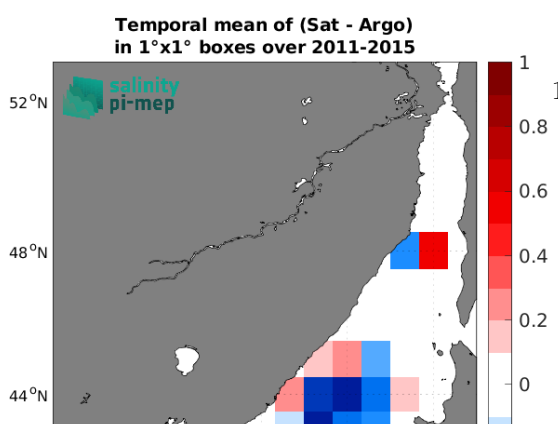 Temporal mean of (Sat - Argo)
in 1°x1° boxes over 2011-2015
salinity
pi-mep
52°N
48°N
44°N
1
0.8
0.6
0.4
0.2
0